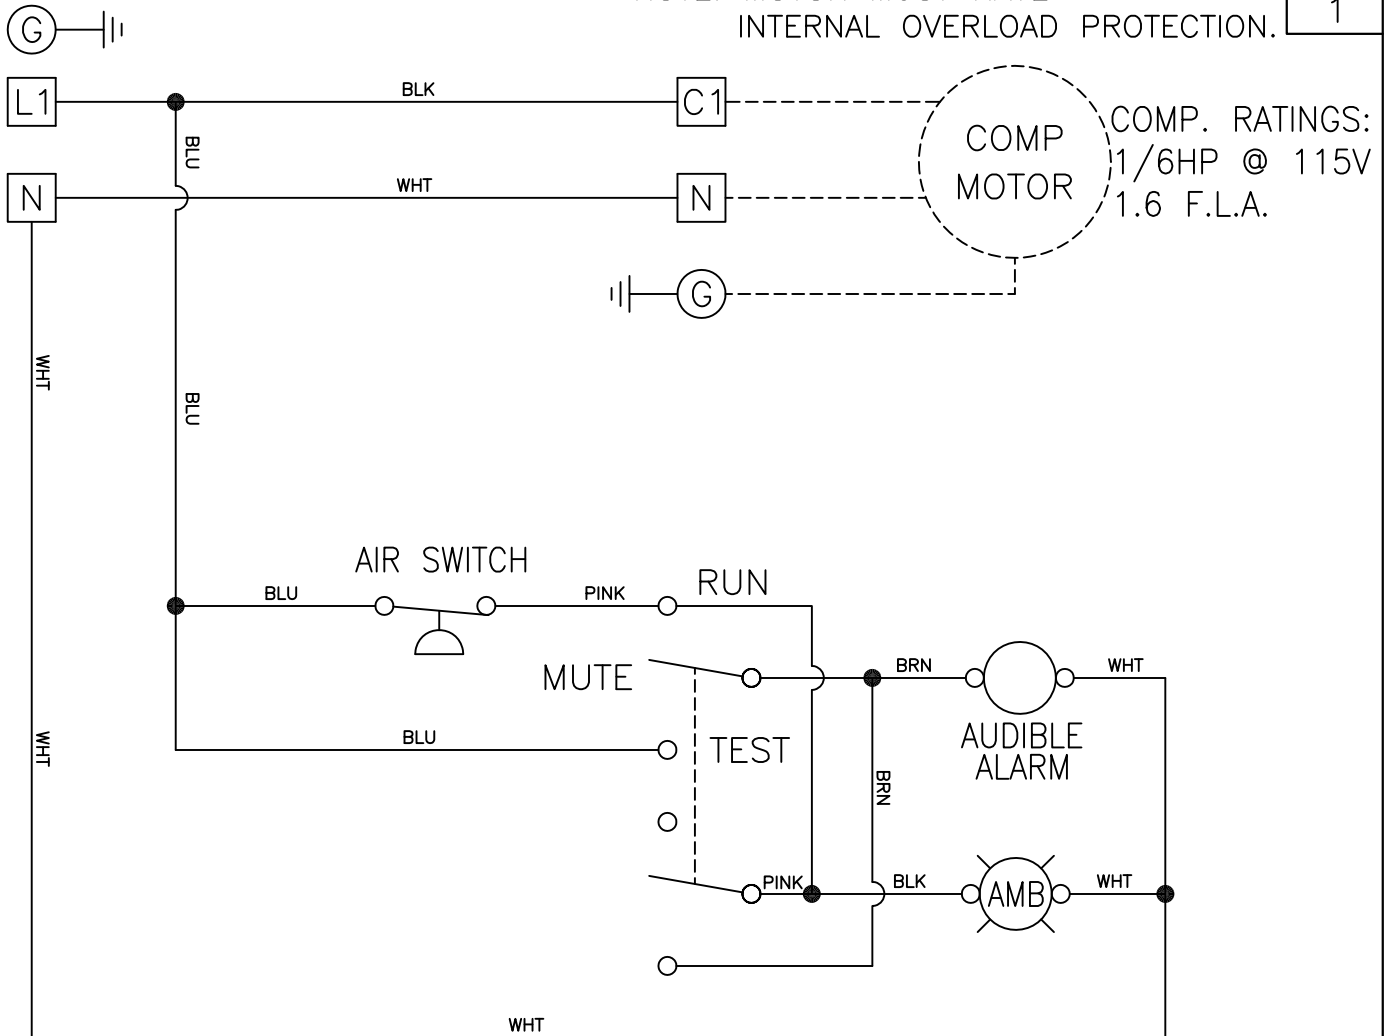 G
INTERNAL OVERLOAD PROTECTION.
1
L1
BLK
C1
COMP
MOTOR
COMP. RATINGS:
1/6HP @ 115V
1.6 F.L.A.
BLU
N
WHT
N
G
WHT
BLU
AIR SWITCH
BLU
PINK
RUN
MUTE
BRN
WHT
AUDIBLE
ALARM
WHT
BLU
TEST
BRN
PINK
BLK
AMB
WHT
WHT